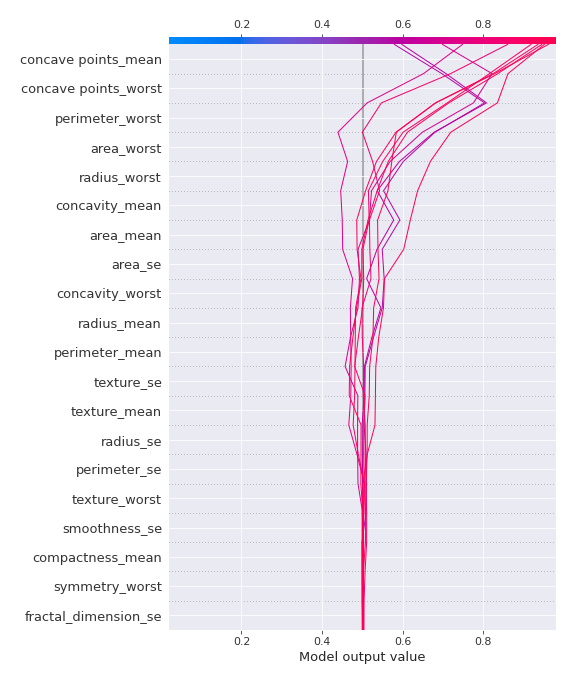 0.2 0.4 0.6 0.8
concave points_mean
concave points_worst
perimeter_worst
area_worst
radius_worst
concavity_mean
area_mean
area_se
concavity_worst
radius_mean
perimeter_mean
texture_se
texture_mean
radius_se
perimeter_se
texture_worst
smoothness_se
compactness_mean
symmetry_worst
fractal_dimension_se
0.2 0.4 0.6 0.8
Model output value